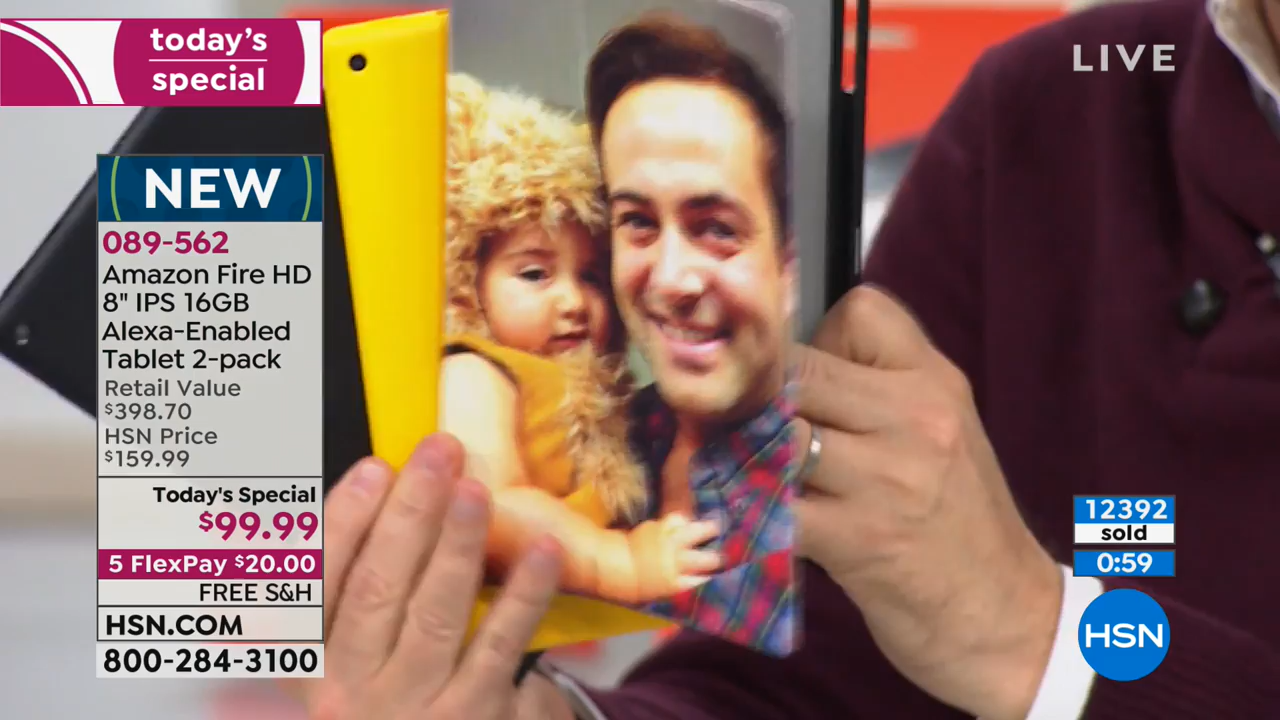 today's
special
LIVE
NEW
089-562
Amazon Fire HD
8" IPS 16GB
Alexa-Enabled
Tablet 2-pack
Retail Value
$398.70
HSN Price
$159.99
Today's Special
$99.99
5 FlexPay $20.00
FREE S&H
HSN.COM
800-284-3100
12392
sold
0:59
HSN